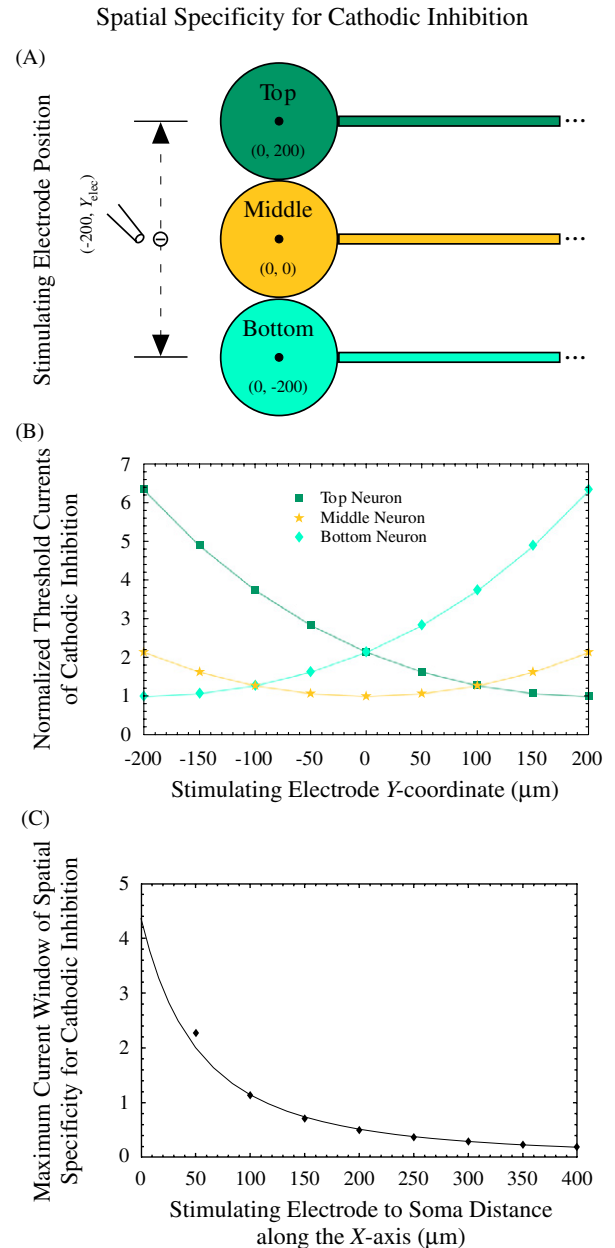 Spatial Specificity for Cathodic Inhibition
(A)
Stimulating Electrode Position
(-200, Yelec)
Top
(0, 200)
...
Middle
(0, 0)
...
Bottom
(0, -200)
...
(B)
Normalized Threshold Currents
of Cathodic Inhibition
7
6
5
4
3
2
1
0
Top Neuron
Middle Neuron
Bottom Neuron
-200 -150 -100 -50 0 50 100 150 200
Stimulating Electrode Y-coordinate (μm)
(C)
Maximum Current Window of Spatial
Specificity for Cathodic Inhibition
5
4
3
2
1
0
0 50 100 150 200 250 300 350 400
Stimulating Electrode to Soma Distance
along the X-axis (μm)